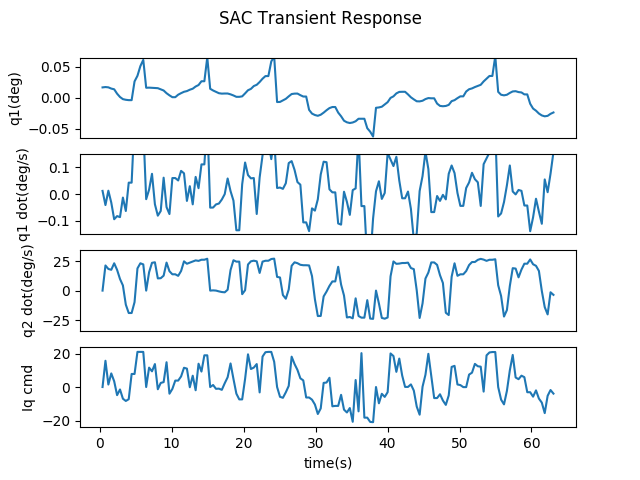 SAC Transient Response
q1(deg)
0.05
0.00
−0.05
q1 dot(deg/s)
0.1
0.0
−0.1
q2 dot(deg/s)
25
0
−25
Iq cmd
20
0
−20
0 10 20 30 40 50 60
time(s)